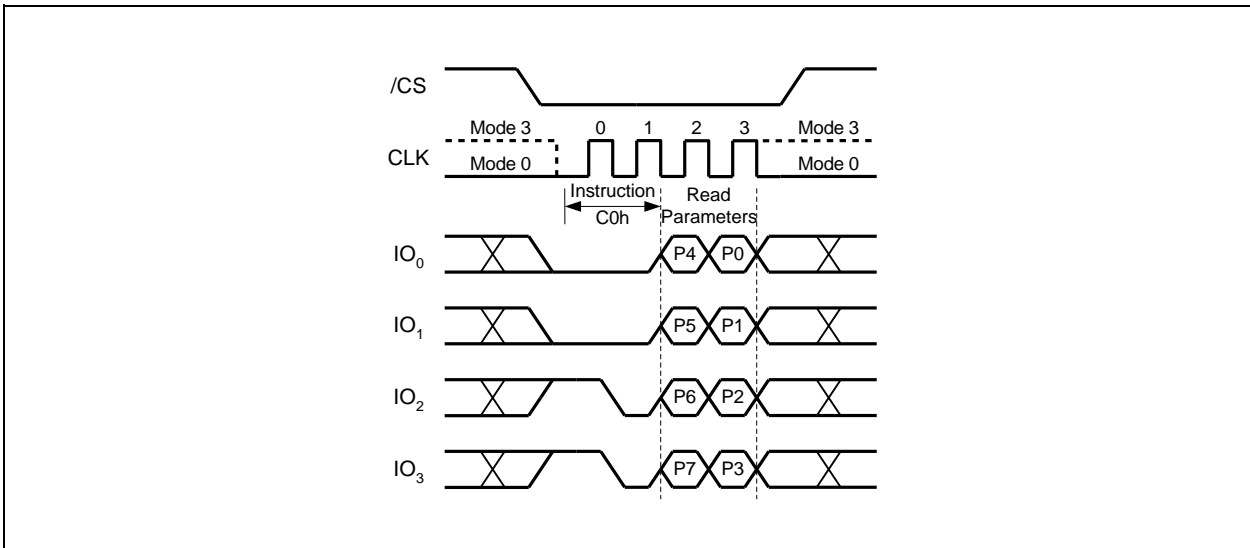 /CS
Mode 3 0 1 2 3 Mode 3
CLK
Mode 0 Mode 0
Instruction Read
C0h Parameters
IO0 P4 P0
IO1 P5 P1
IO2 P6 P2
IO3 P7 P3